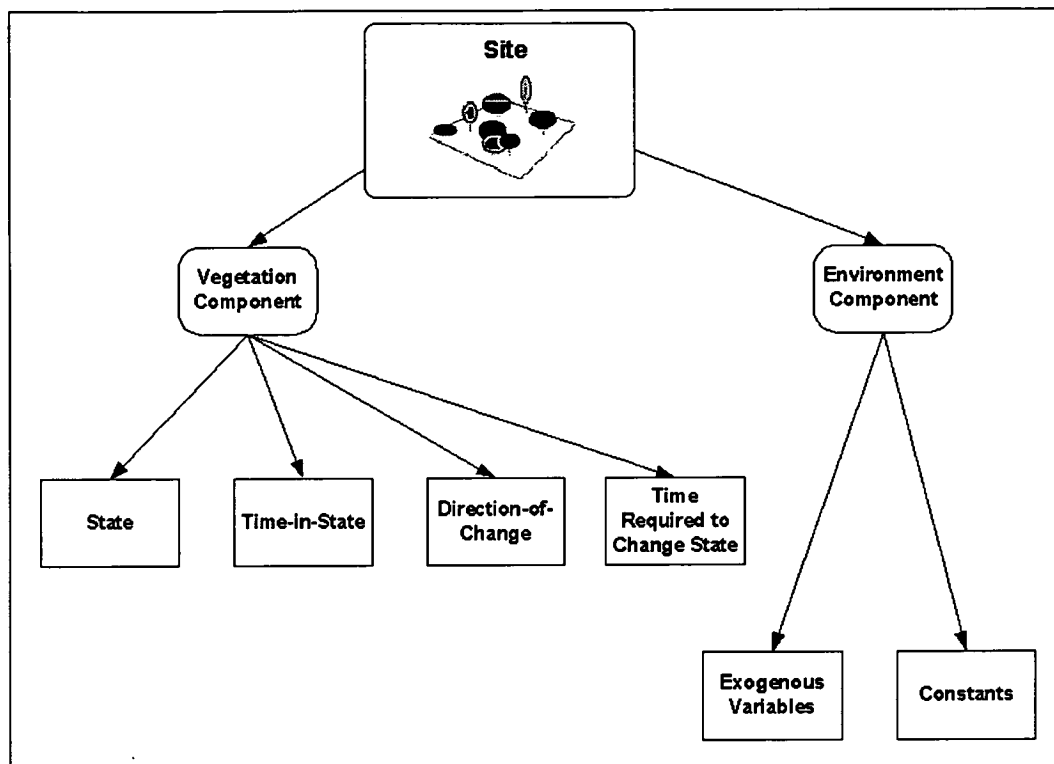 Site
Vegetation
Component
Environment
Component
State
Time-in-State
Direction-of-
Change
Time
Required to
Change State
Exogenous
Variables
Constants